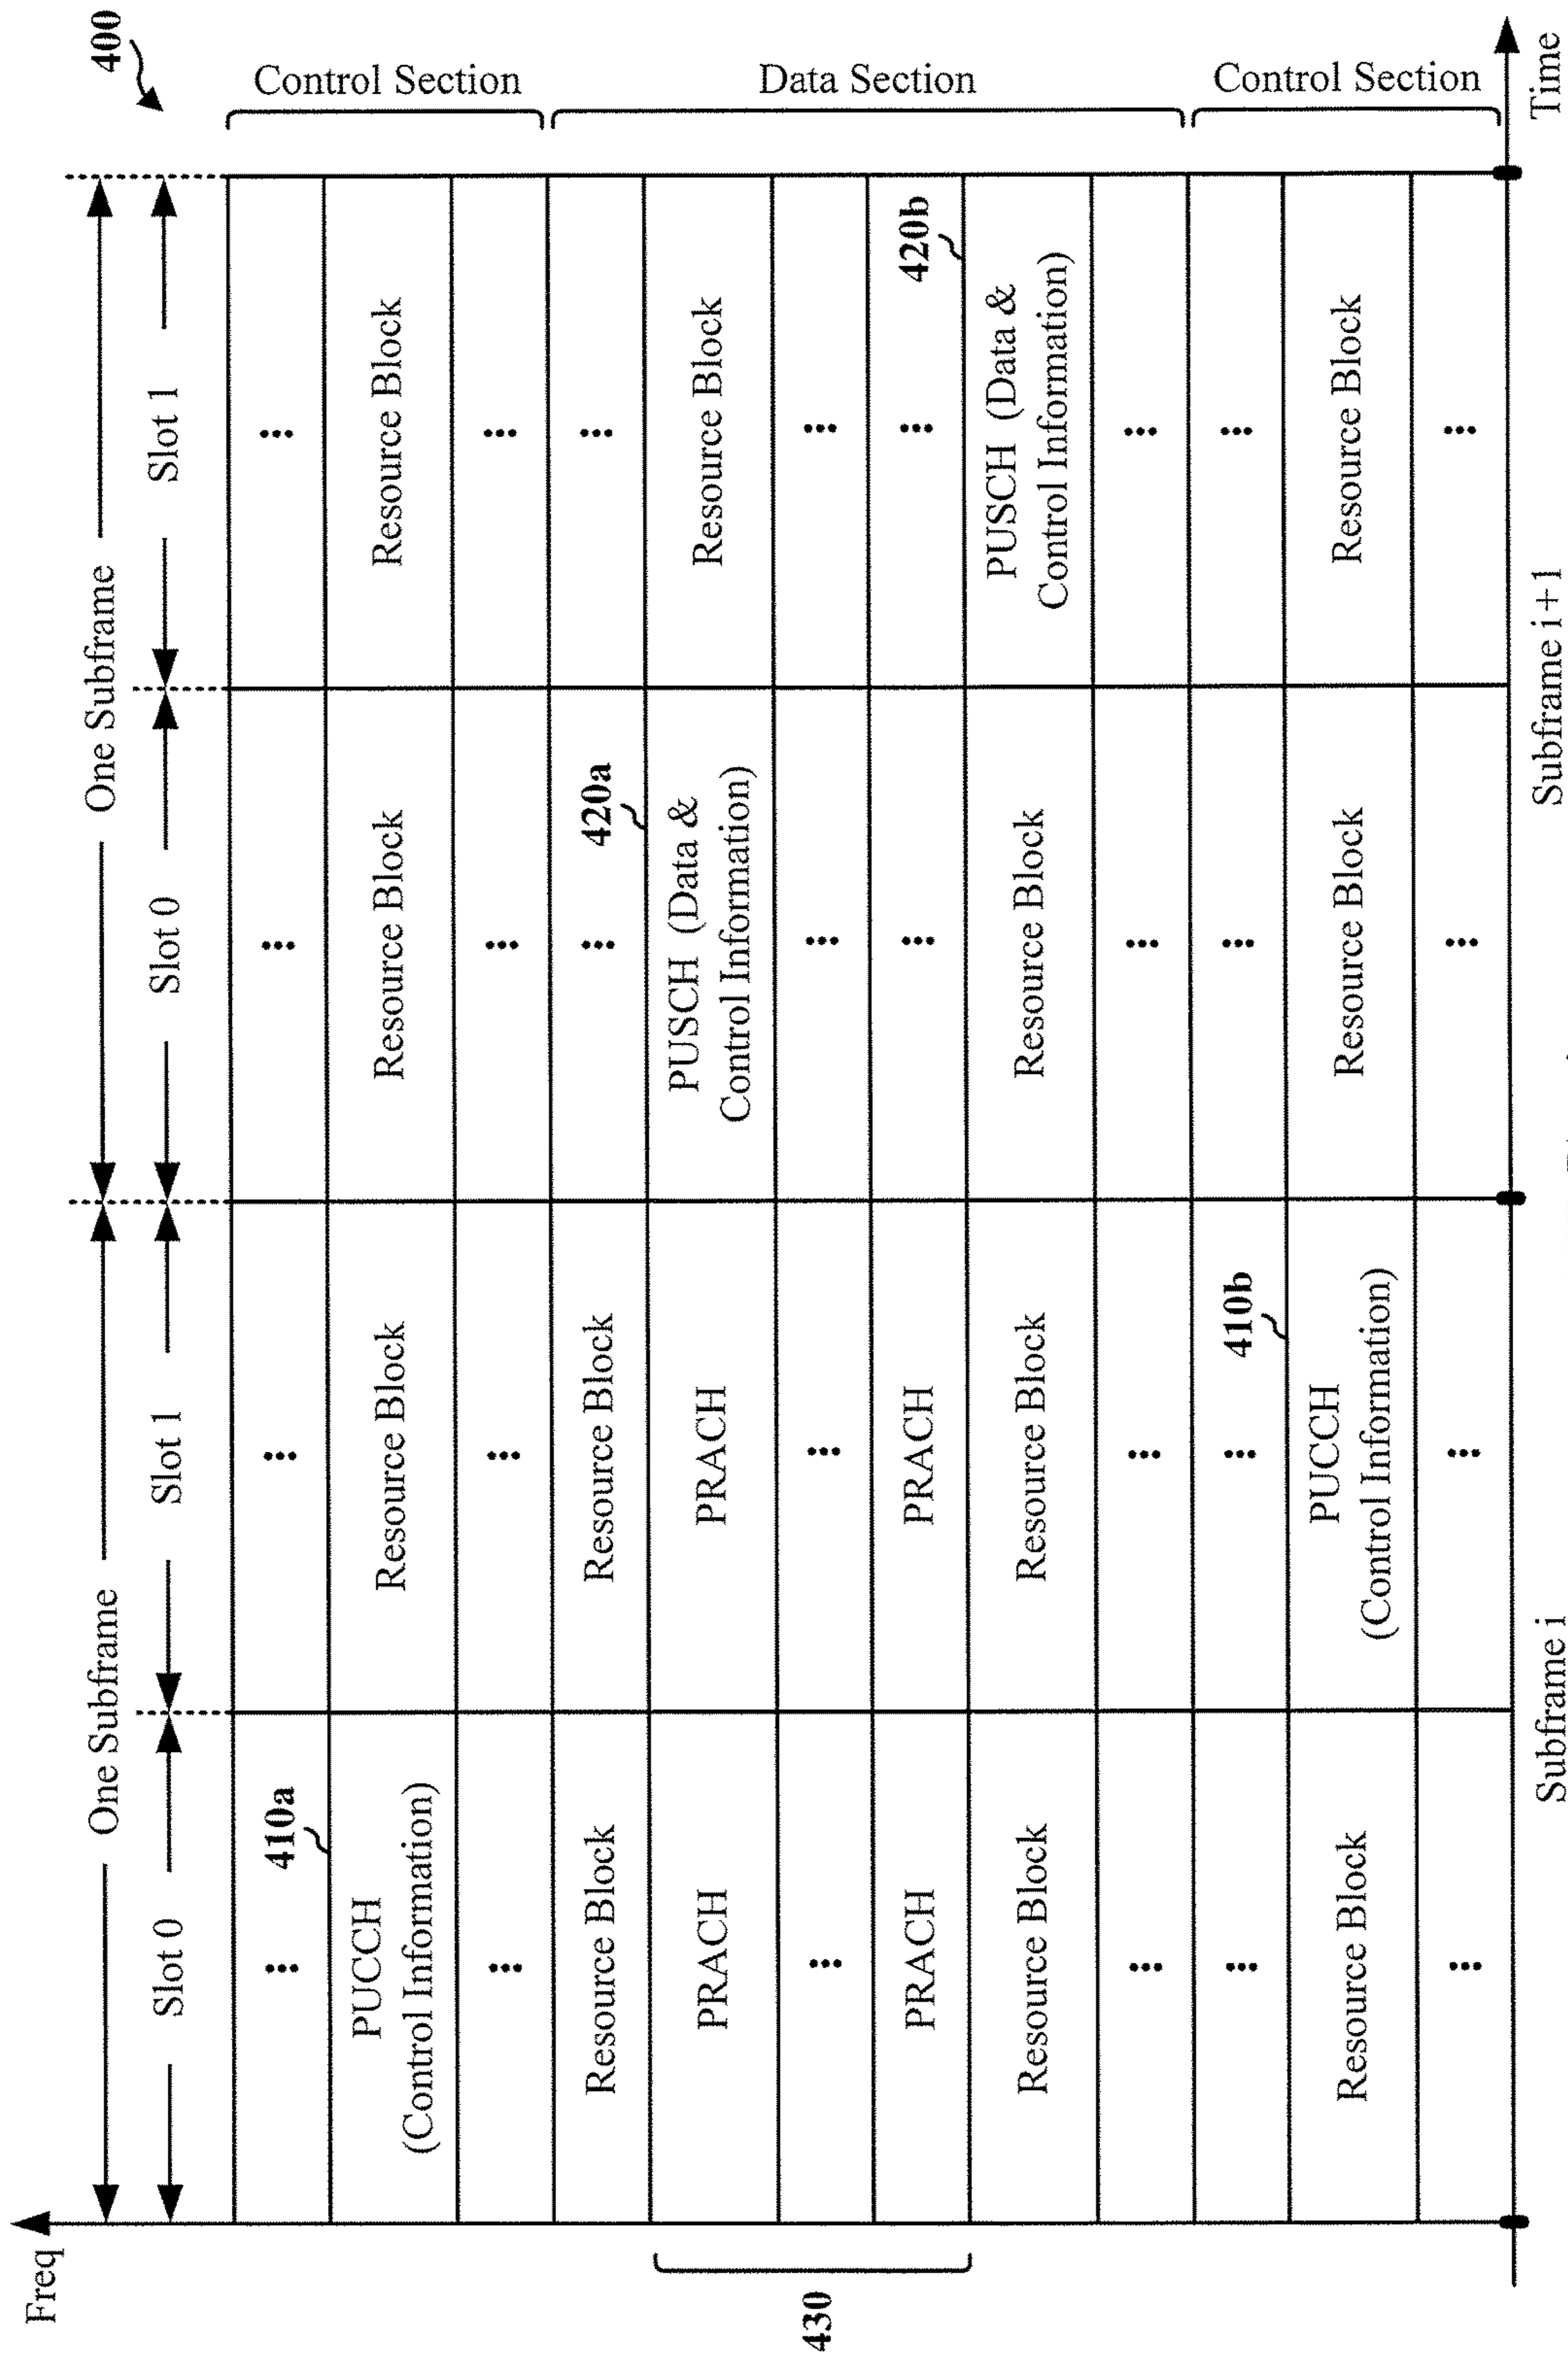 400
One Subframe
One Subframe
Slot 0
Slot 1
Slot 0
Slot 1
Freq
Control Section
Data Section
Control Section
...
...
...
...
410a
PUCCH
(Control Information)
Resource Block
Resource Block
Resource Block
...
...
...
...
Resource Block
Resource Block
...
...
420a
430
PRACH
PRACH
PUSCH (Data &
Control Information)
Resource Block
...
...
...
...
PRACH
PRACH
...
...
420b
Resource Block
Resource Block
Resource Block
PUSCH (Data &
Control Information)
...
...
...
...
...
...
...
...
410b
Resource Block
PUCCH
(Control Information)
Resource Block
Resource Block
...
...
...
...
Time
Subframe i
Subframe i+1